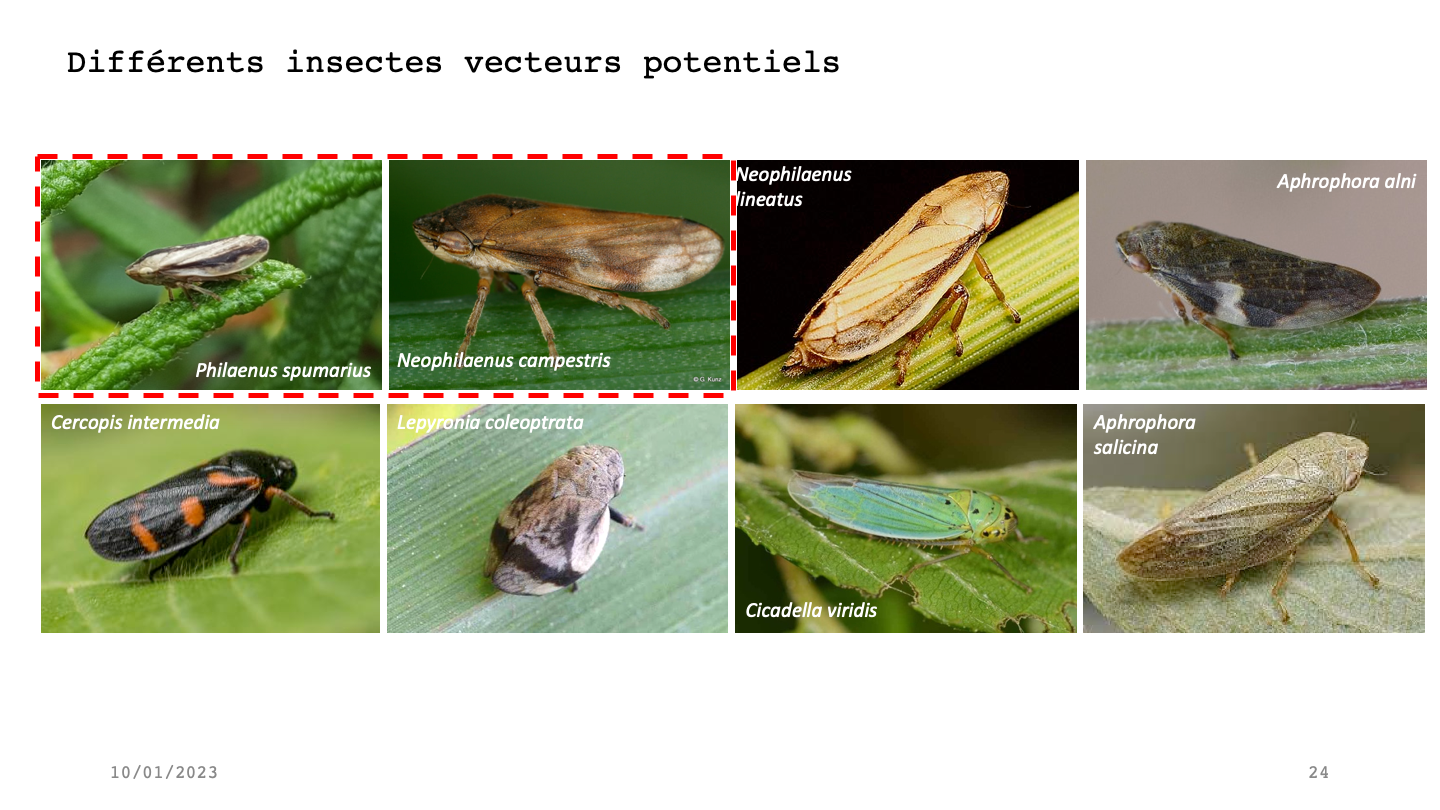 Différents insectes vecteurs potentiels
Neophilaenus
lineatus
Aphrophora alni
Philaenus spumarius
Neophilaenus campestris
© G. Kunz
Cercopis intermedia
Lepyronia coleoptrata
Aphrophora
salicina
Cicadella viridis
10/01/2023
24